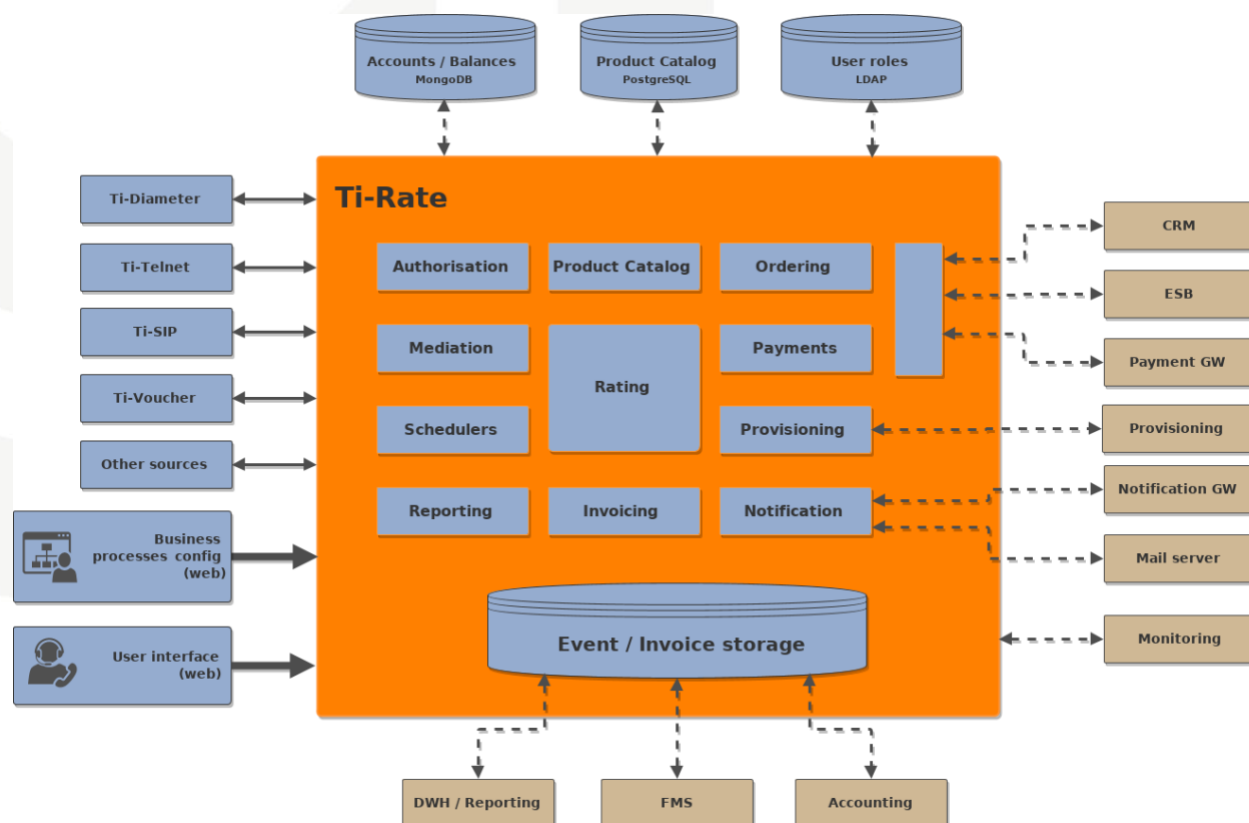 Accounts / Balances
MongoDB
Product Catalog
PostgreSQL
User roles
LDAP
Ti-Rate
Ti-Diameter
Ti-Telnet
Ti-SIP
Ti-Voucher
Other sources
Business
processes config
(web)
User interface
(web)
Authorisation
Product Catalog
Ordering
Mediation
Rating
Payments
Schedulers
Provisioning
Reporting
Invoicing
Notification
Event / Invoice storage
CRM
ESB
Payment GW
Provisioning
Notification GW
Mail server
Monitoring
DWH / Reporting
FMS
Accounting